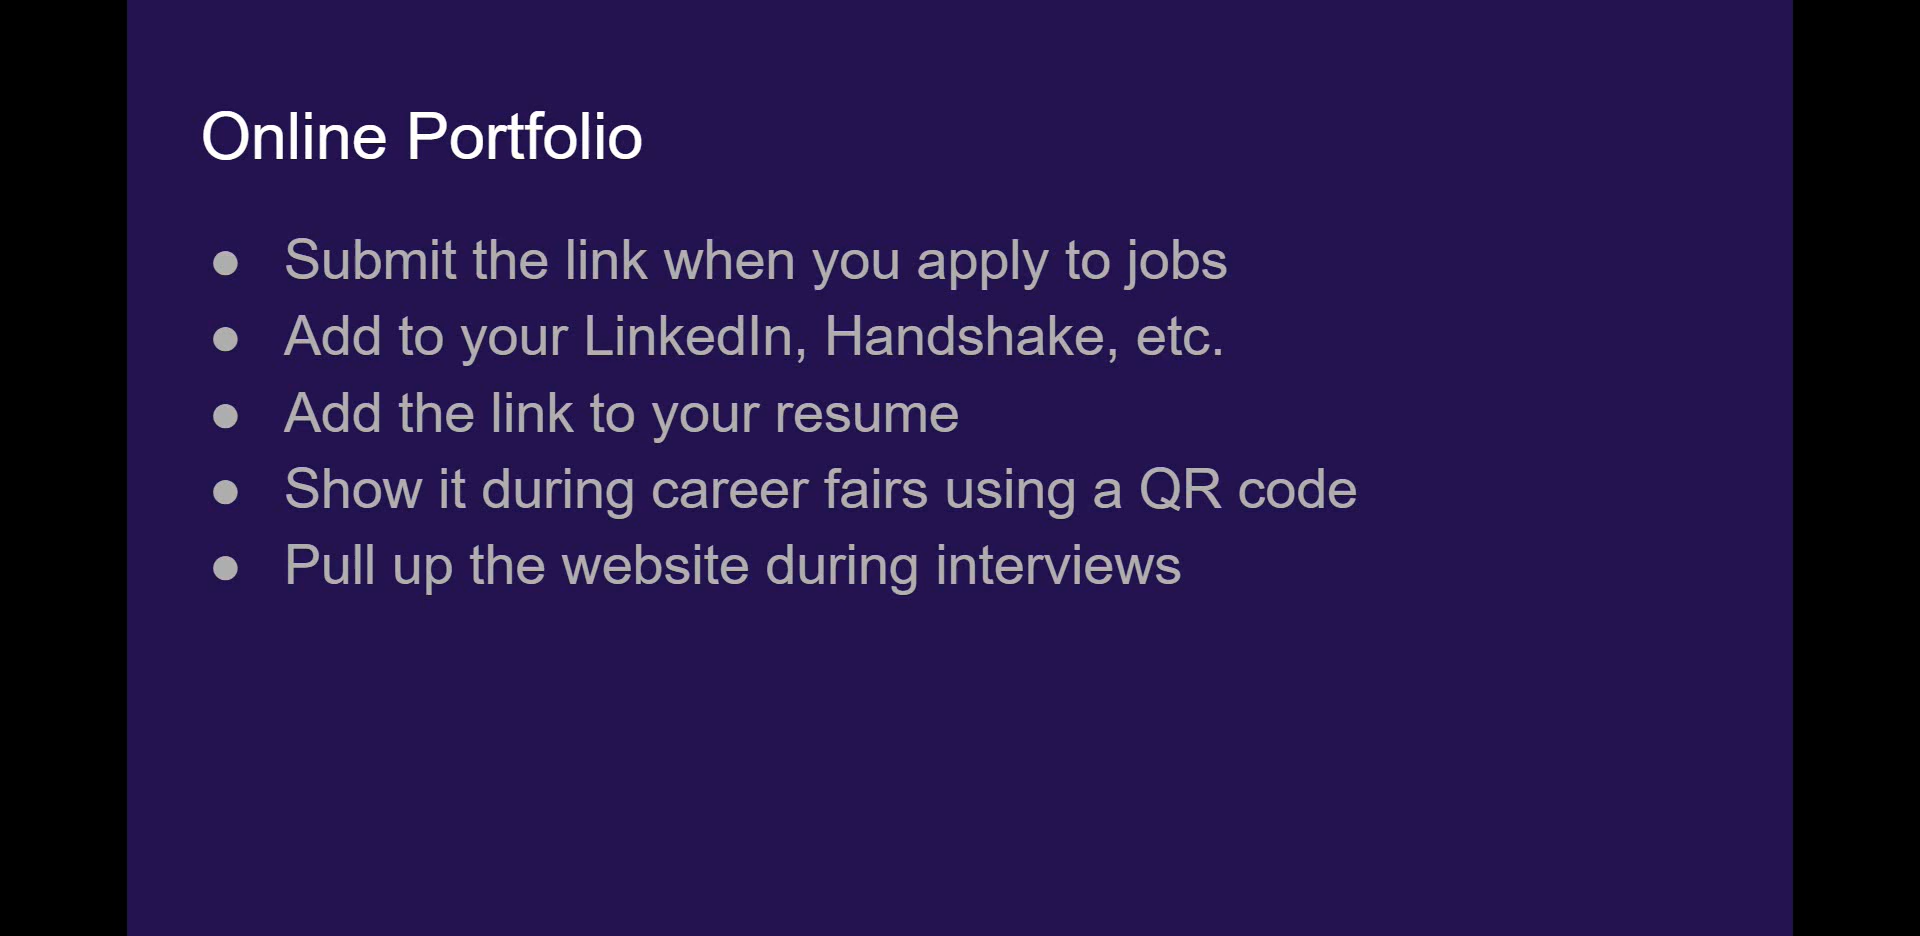 Online Portfolio
● Submit the link when you apply to jobs
● Add to your LinkedIn, Handshake, etc.
● Add the link to your resume
● Show it during career fairs using a QR code
● Pull up the website during interviews